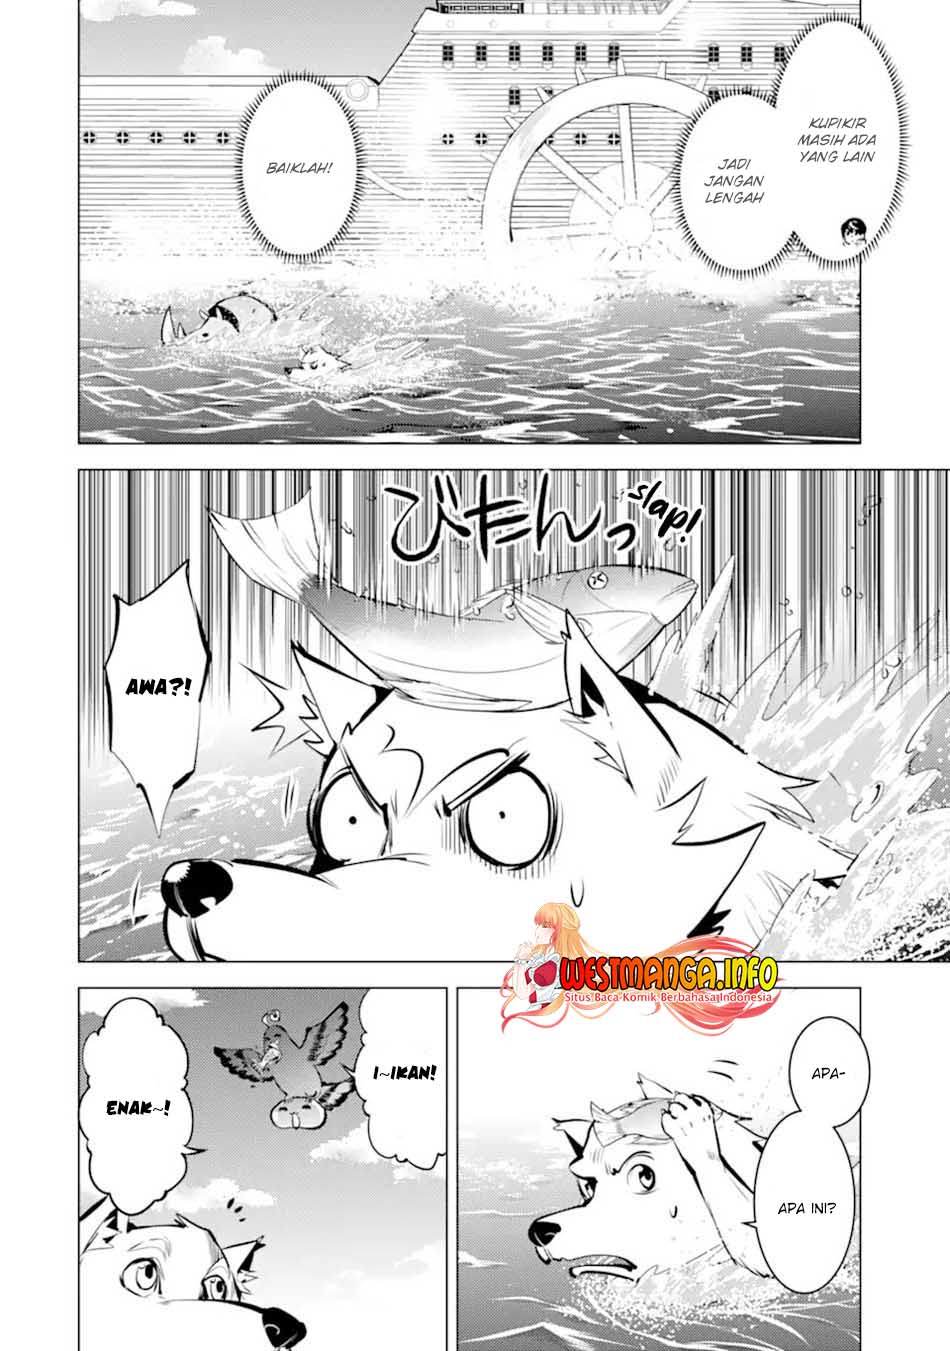 KUPIKIR
MASIH ADA
YANG LAIN
JADI
JANGAN
LENGAH
BAIKLAH!
びたんっ
slap!
AWA?!
WESTMANGA.INFO
Situs Baca Komik Berbahasa Indonesia
APA-
APA INI?
I~IKAN!
ENAK~!